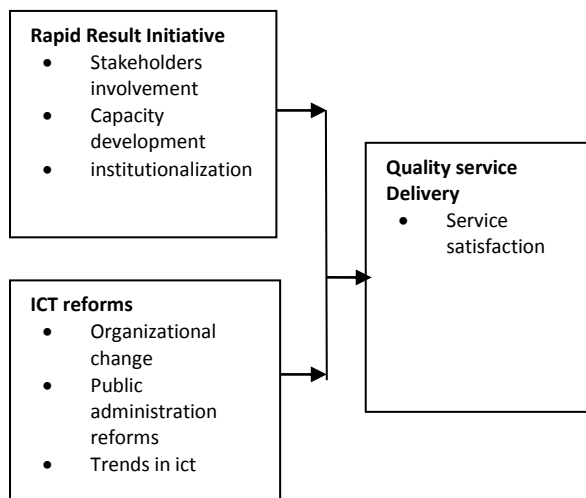 Rapid Result Initiative
• Stakeholders
involvement
• Capacity
development
• institutionalization
Quality service
Delivery
• Service
satisfaction
ICT reforms
• Organizational
change
• Public
administration
reforms
• Trends in ict